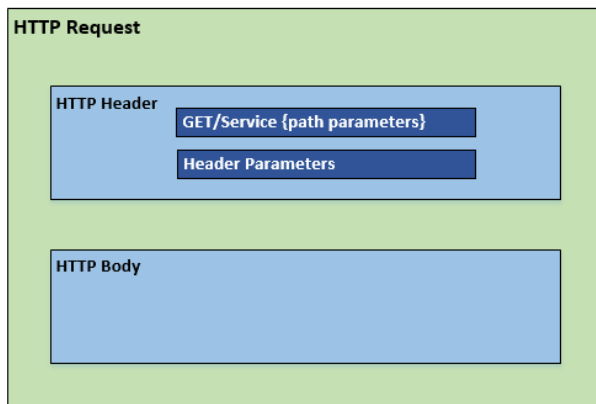 HTTP Request
HTTP Header
GET/Service {path parameters}
Header Parameters
HTTP Body